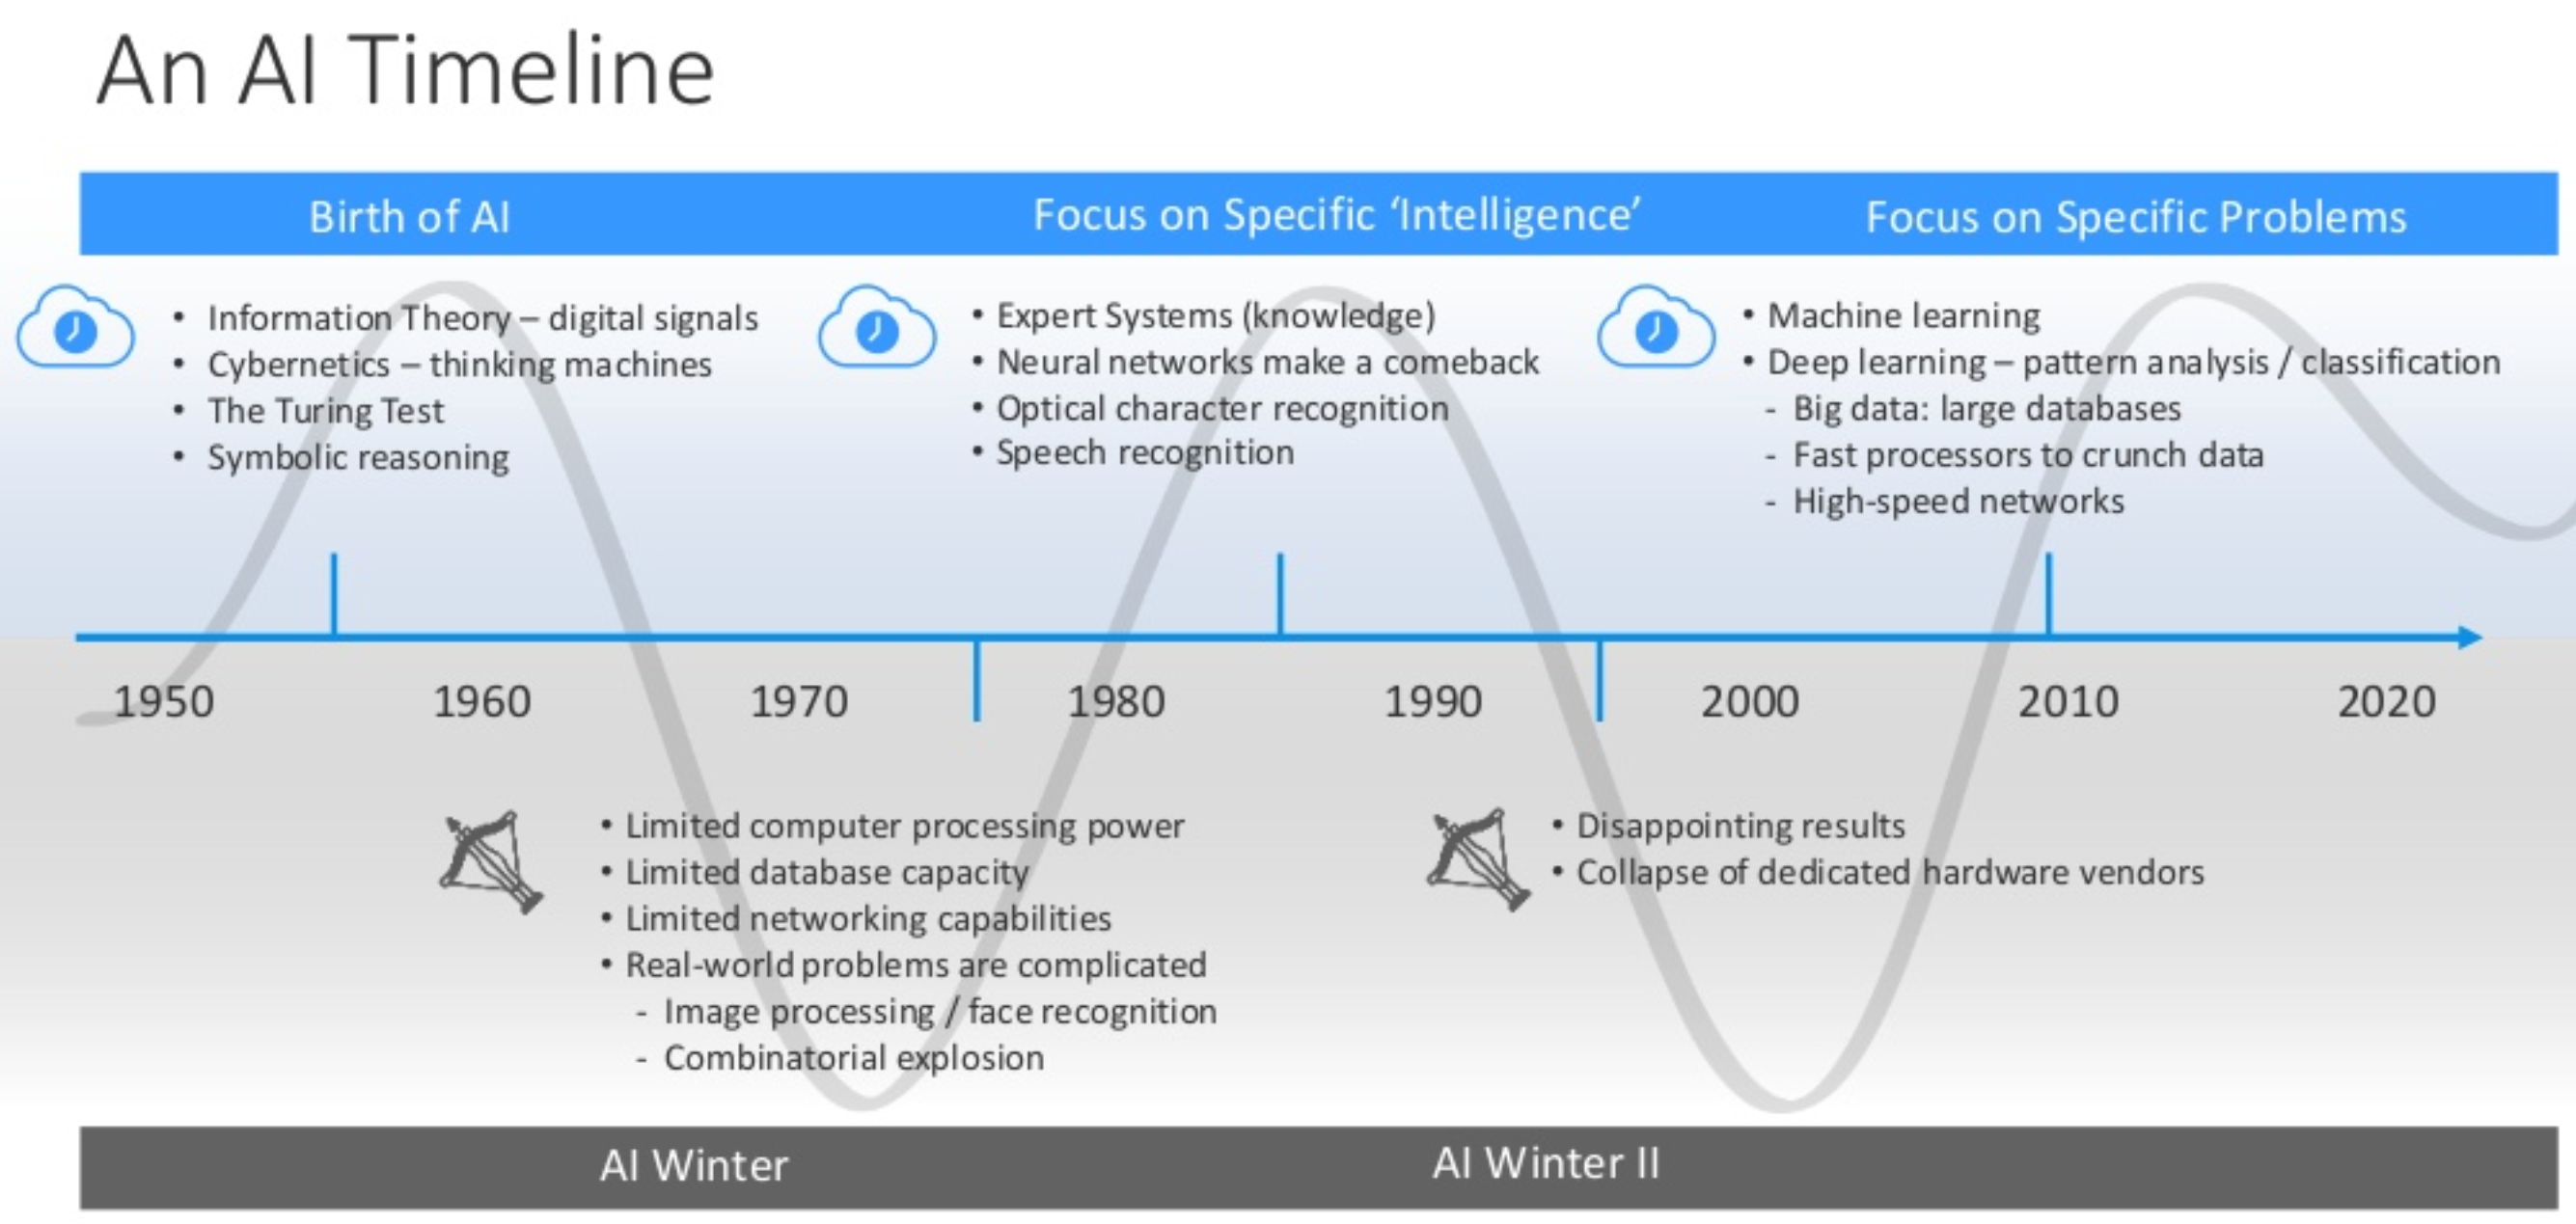 An AI Timeline
Birth of AI
Focus on Specific ‘Intelligence’
Focus on Specific Problems
• Information Theory – digital signals
• Cybernetics – thinking machines
• The Turing Test
• Symbolic reasoning
• Expert Systems (knowledge)
• Neural networks make a comeback
• Optical character recognition
• Speech recognition
• Machine learning
• Deep learning – pattern analysis / classification
- Big data: large databases
- Fast processors to crunch data
- High-speed networks
1950 1960 1970 1980 1990 2000 2010 2020
• Limited computer processing power
• Limited database capacity
• Limited networking capabilities
• Real-world problems are complicated
- Image processing / face recognition
- Combinatorial explosion
• Disappointing results
• Collapse of dedicated hardware vendors
AI Winter
AI Winter II